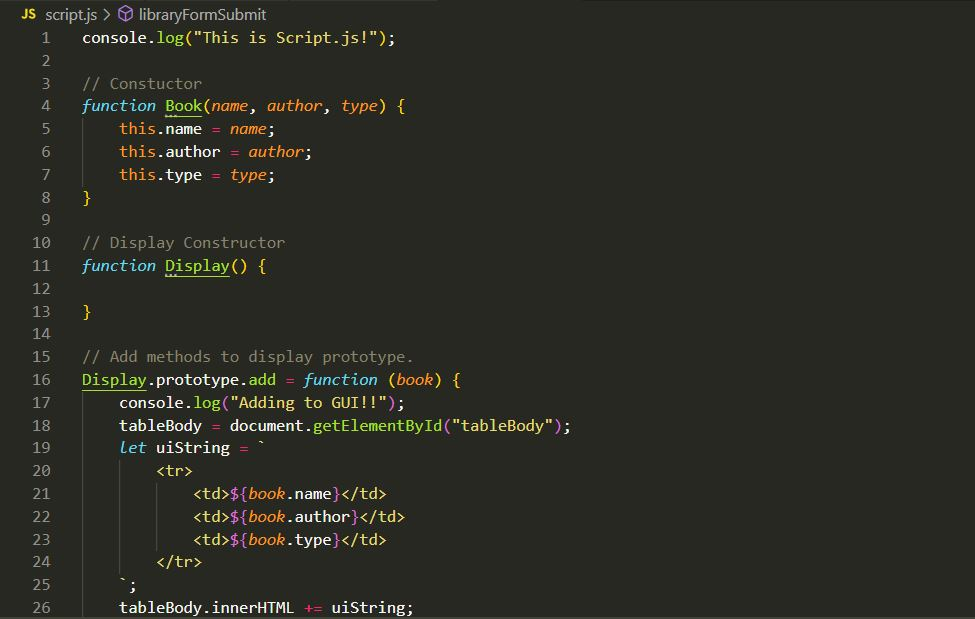 JS script.js > libraryFormSubmit
1 console.log("This is Script.js!");
2
3 // Constuctor
4 function Book(name, author, type) {
5     this.name = name;
6     this.author = author;
7     this.type = type;
8 }
9
10 // Display Constructor
11 function Display() {
12
13 }
14
15 // Add methods to display prototype.
16 Display.prototype.add = function (book) {
17     console.log("Adding to GUI!!");
18     tableBody = document.getElementById("tableBody");
19     let uiString = `
20         <tr>
21             <td>${book.name}</td>
22             <td>${book.author}</td>
23             <td>${book.type}</td>
24         </tr>
25     `;
26     tableBody.innerHTML += uiString;